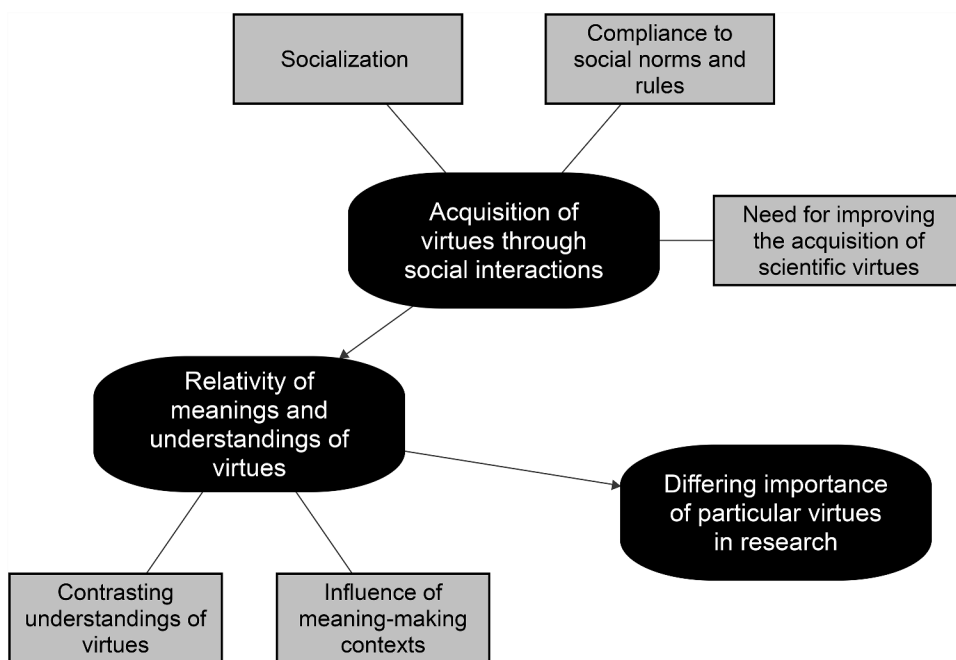 Socialization
Compliance to
social norms and
rules
Acquisition of
virtues through
social interactions
Need for improving
the acquisition of
scientific virtues
Relativity of
meanings and
understandings of
virtues
Differing importance
of particular virtues
in research
Contrasting
understandings of
virtues
Influence of
meaning-making
contexts